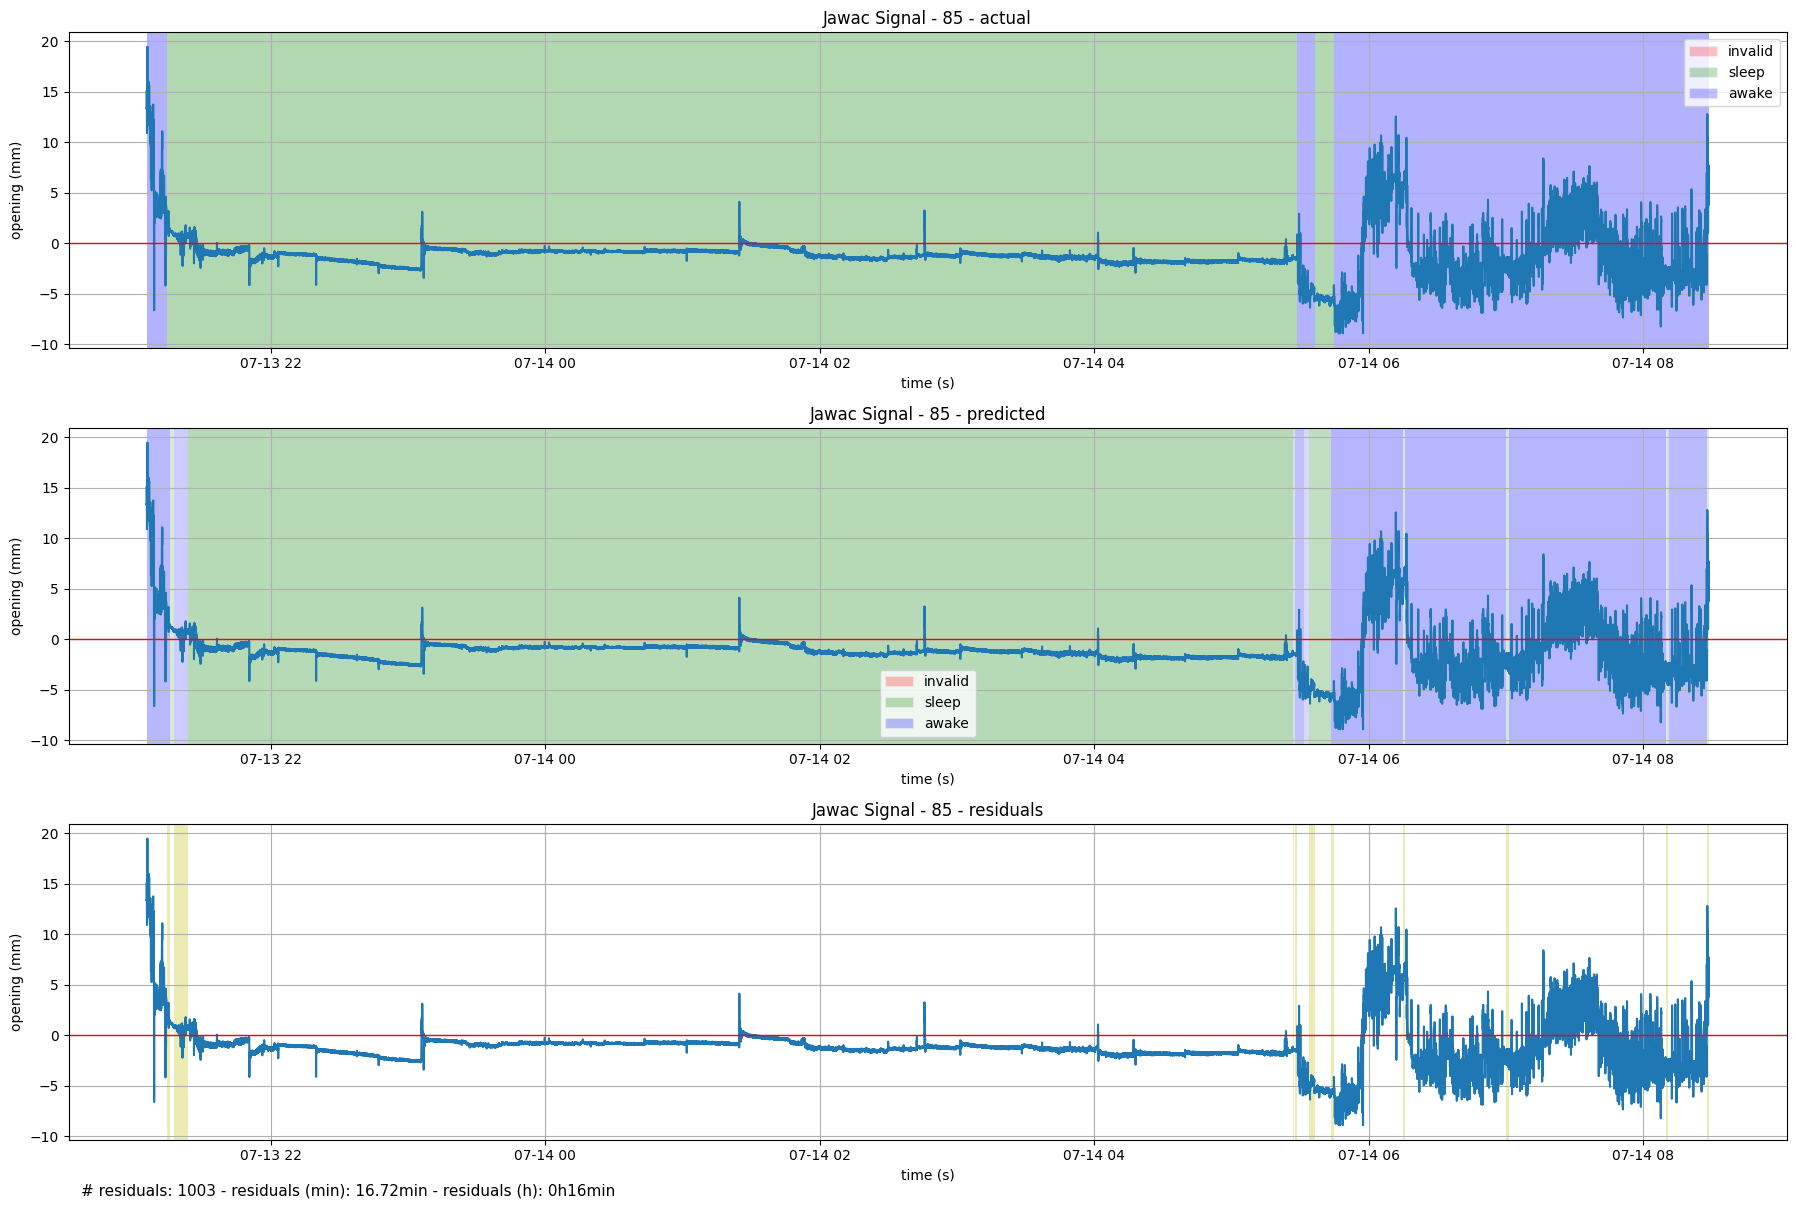 Jawac Signal - 85 - actual
opening (mm)
20
15
10
5
0
−5
−10
invalid
sleep
awake
07-13 22
07-14 00
07-14 02
07-14 04
07-14 06
07-14 08
time (s)
Jawac Signal - 85 - predicted
opening (mm)
20
15
10
5
0
−5
−10
invalid
sleep
awake
07-13 22
07-14 00
07-14 02
07-14 04
07-14 06
07-14 08
time (s)
Jawac Signal - 85 - residuals
opening (mm)
20
15
10
5
0
−5
−10
07-13 22
07-14 00
07-14 02
07-14 04
07-14 06
07-14 08
time (s)
# residuals: 1003 - residuals (min): 16.72min - residuals (h): 0h16min